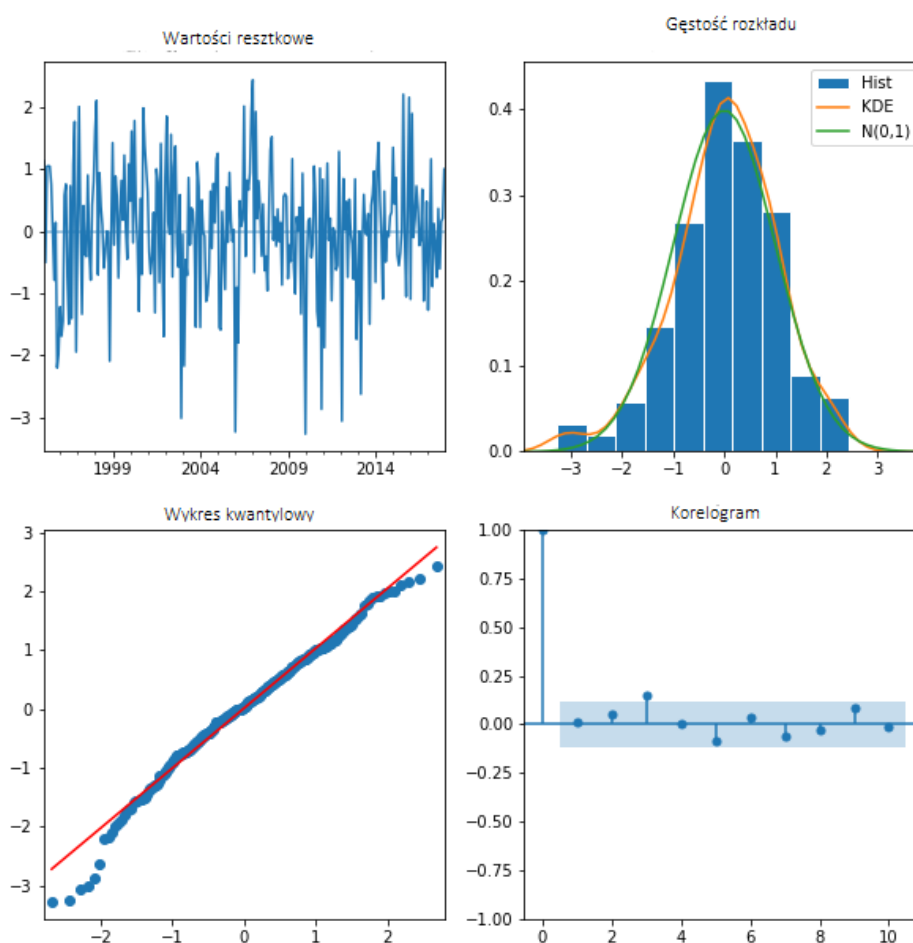 Wartości resztkowe
2
1
0
−1
−2
−3
1999 2004 2009 2014
Gęstość rozkładu
Hist
KDE
N(0,1)
0.4
0.3
0.2
0.1
0.0
−3 −2 −1 0 1 2 3
Wykres kwantylowy
3
2
1
0
−1
−2
−3
−2 −1 0 1 2
Korelogram
1.00
0.75
0.50
0.25
0.00
−0.25
−0.50
−0.75
−1.00
0 2 4 6 8 10